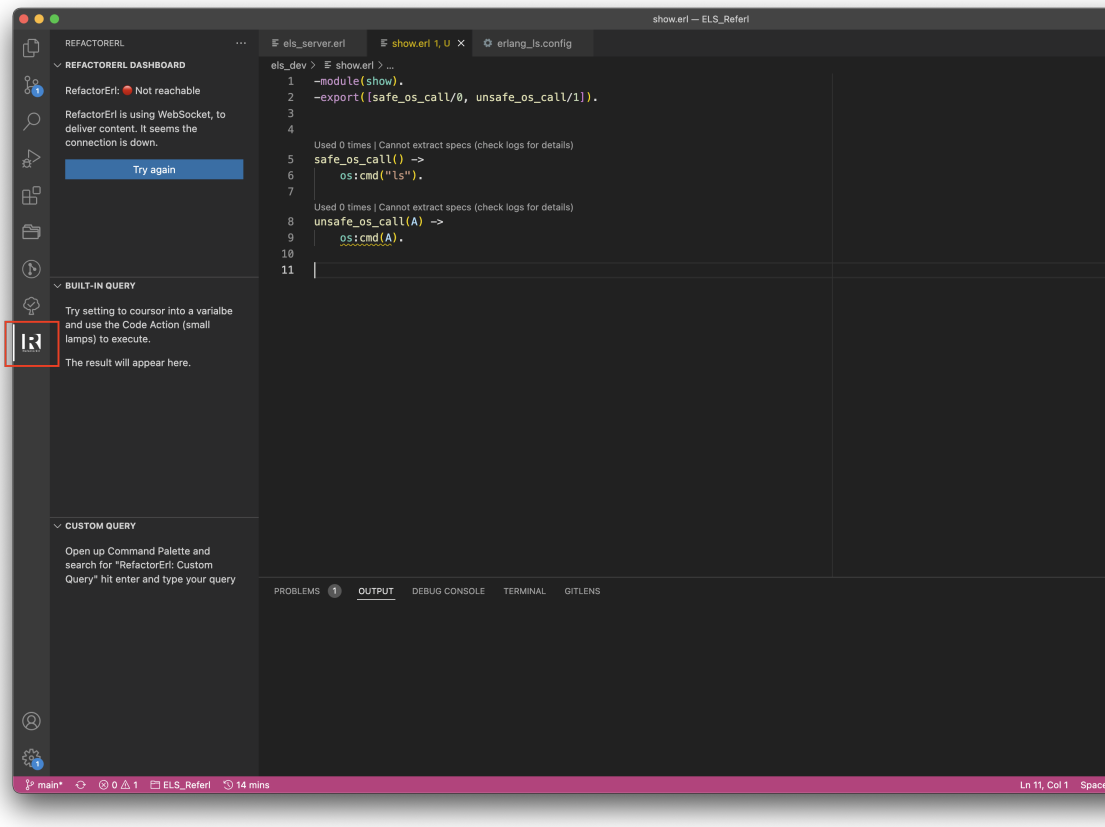 show.erl — ELS_Referl
REFACTORERL ···
els_server.erl show.erl 1, U × erlang_ls.config
REFACTORERL DASHBOARD
els_dev > show.erl > ...
RefactorErl: Not reachable
RefactorErl is using WebSocket, to
deliver content. It seems the
connection is down.
Try again
1 -module(show).
2 -export([safe_os_call/0, unsafe_os_call/1]).
3
4
Used 0 times | Cannot extract specs (check logs for details)
5 safe_os_call() ->
6 os:cmd("ls").
7
Used 0 times | Cannot extract specs (check logs for details)
8 unsafe_os_call(A) ->
9 os:cmd(A).
10
11
BUILT-IN QUERY
Try setting to coursor into a varialbe
and use the Code Action (small
lamps) to execute.
The result will appear here.
CUSTOM QUERY
Open up Command Palette and
search for "RefactorErl: Custom
Query" hit enter and type your query
PROBLEMS 1 OUTPUT DEBUG CONSOLE TERMINAL GITLENS
1
R
1
main* 0 1 ELS_Referl 14 mins
Ln 11, Col 1 Space